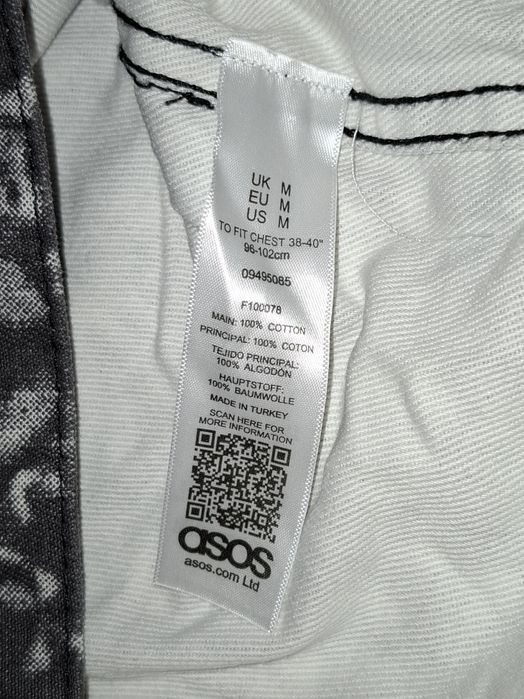 UK M
EU M
US M
TO FIT CHEST 38-40"
96-102cm
09495085
F100078
MAIN: 100% COTTON
PRINCIPAL: 100% COTON
TEJIDO PRINCIPAL:
100% ALGODÓN
HAUPTSTOFF:
100% BAUMWOLLE
MADE IN TURKEY
SCAN HERE FOR
MORE INFORMATION
asos
asos.com Ltd